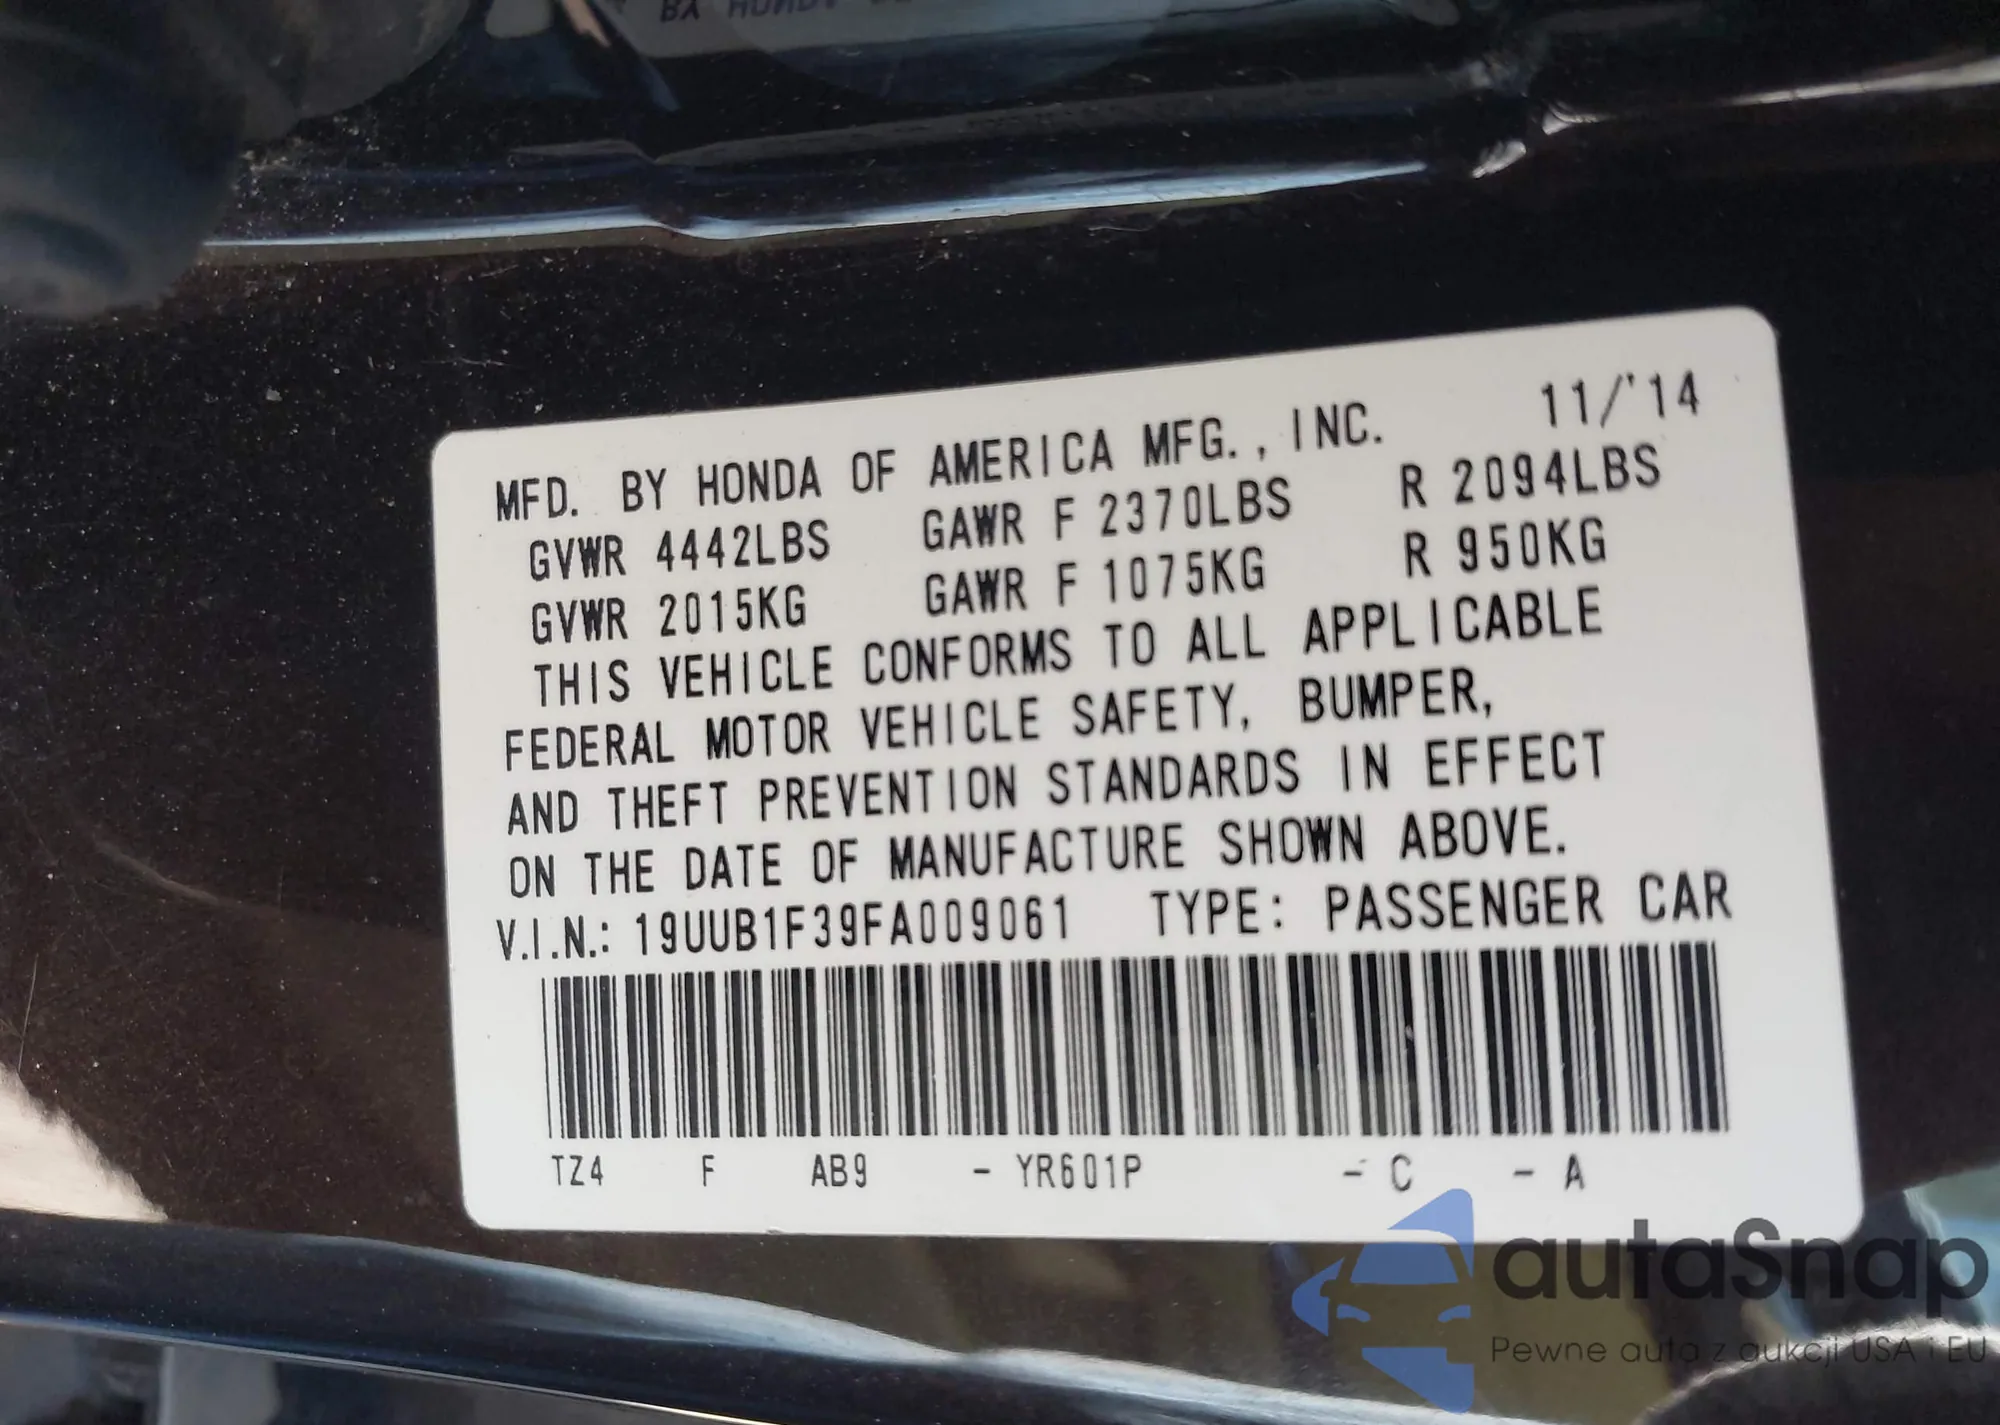 BY HONDA
11/'14
MFD. BY HONDA OF AMERICA MFG., INC.
GVWR 4442LBS GAWR F 2370LBS R 2094LBS
GVWR 2015KG GAWR F 1075KG R 950KG
THIS VEHICLE CONFORMS TO ALL APPLICABLE
FEDERAL MOTOR VEHICLE SAFETY, BUMPER,
AND THEFT PREVENTION STANDARDS IN EFFECT
ON THE DATE OF MANUFACTURE SHOWN ABOVE.
V.I.N.: 19UUB1F39FA009061 TYPE: PASSENGER CAR
TZ4 F AB9 - YR601P - C - A
autaSnap
Pewne auta z aukcji USA i EU